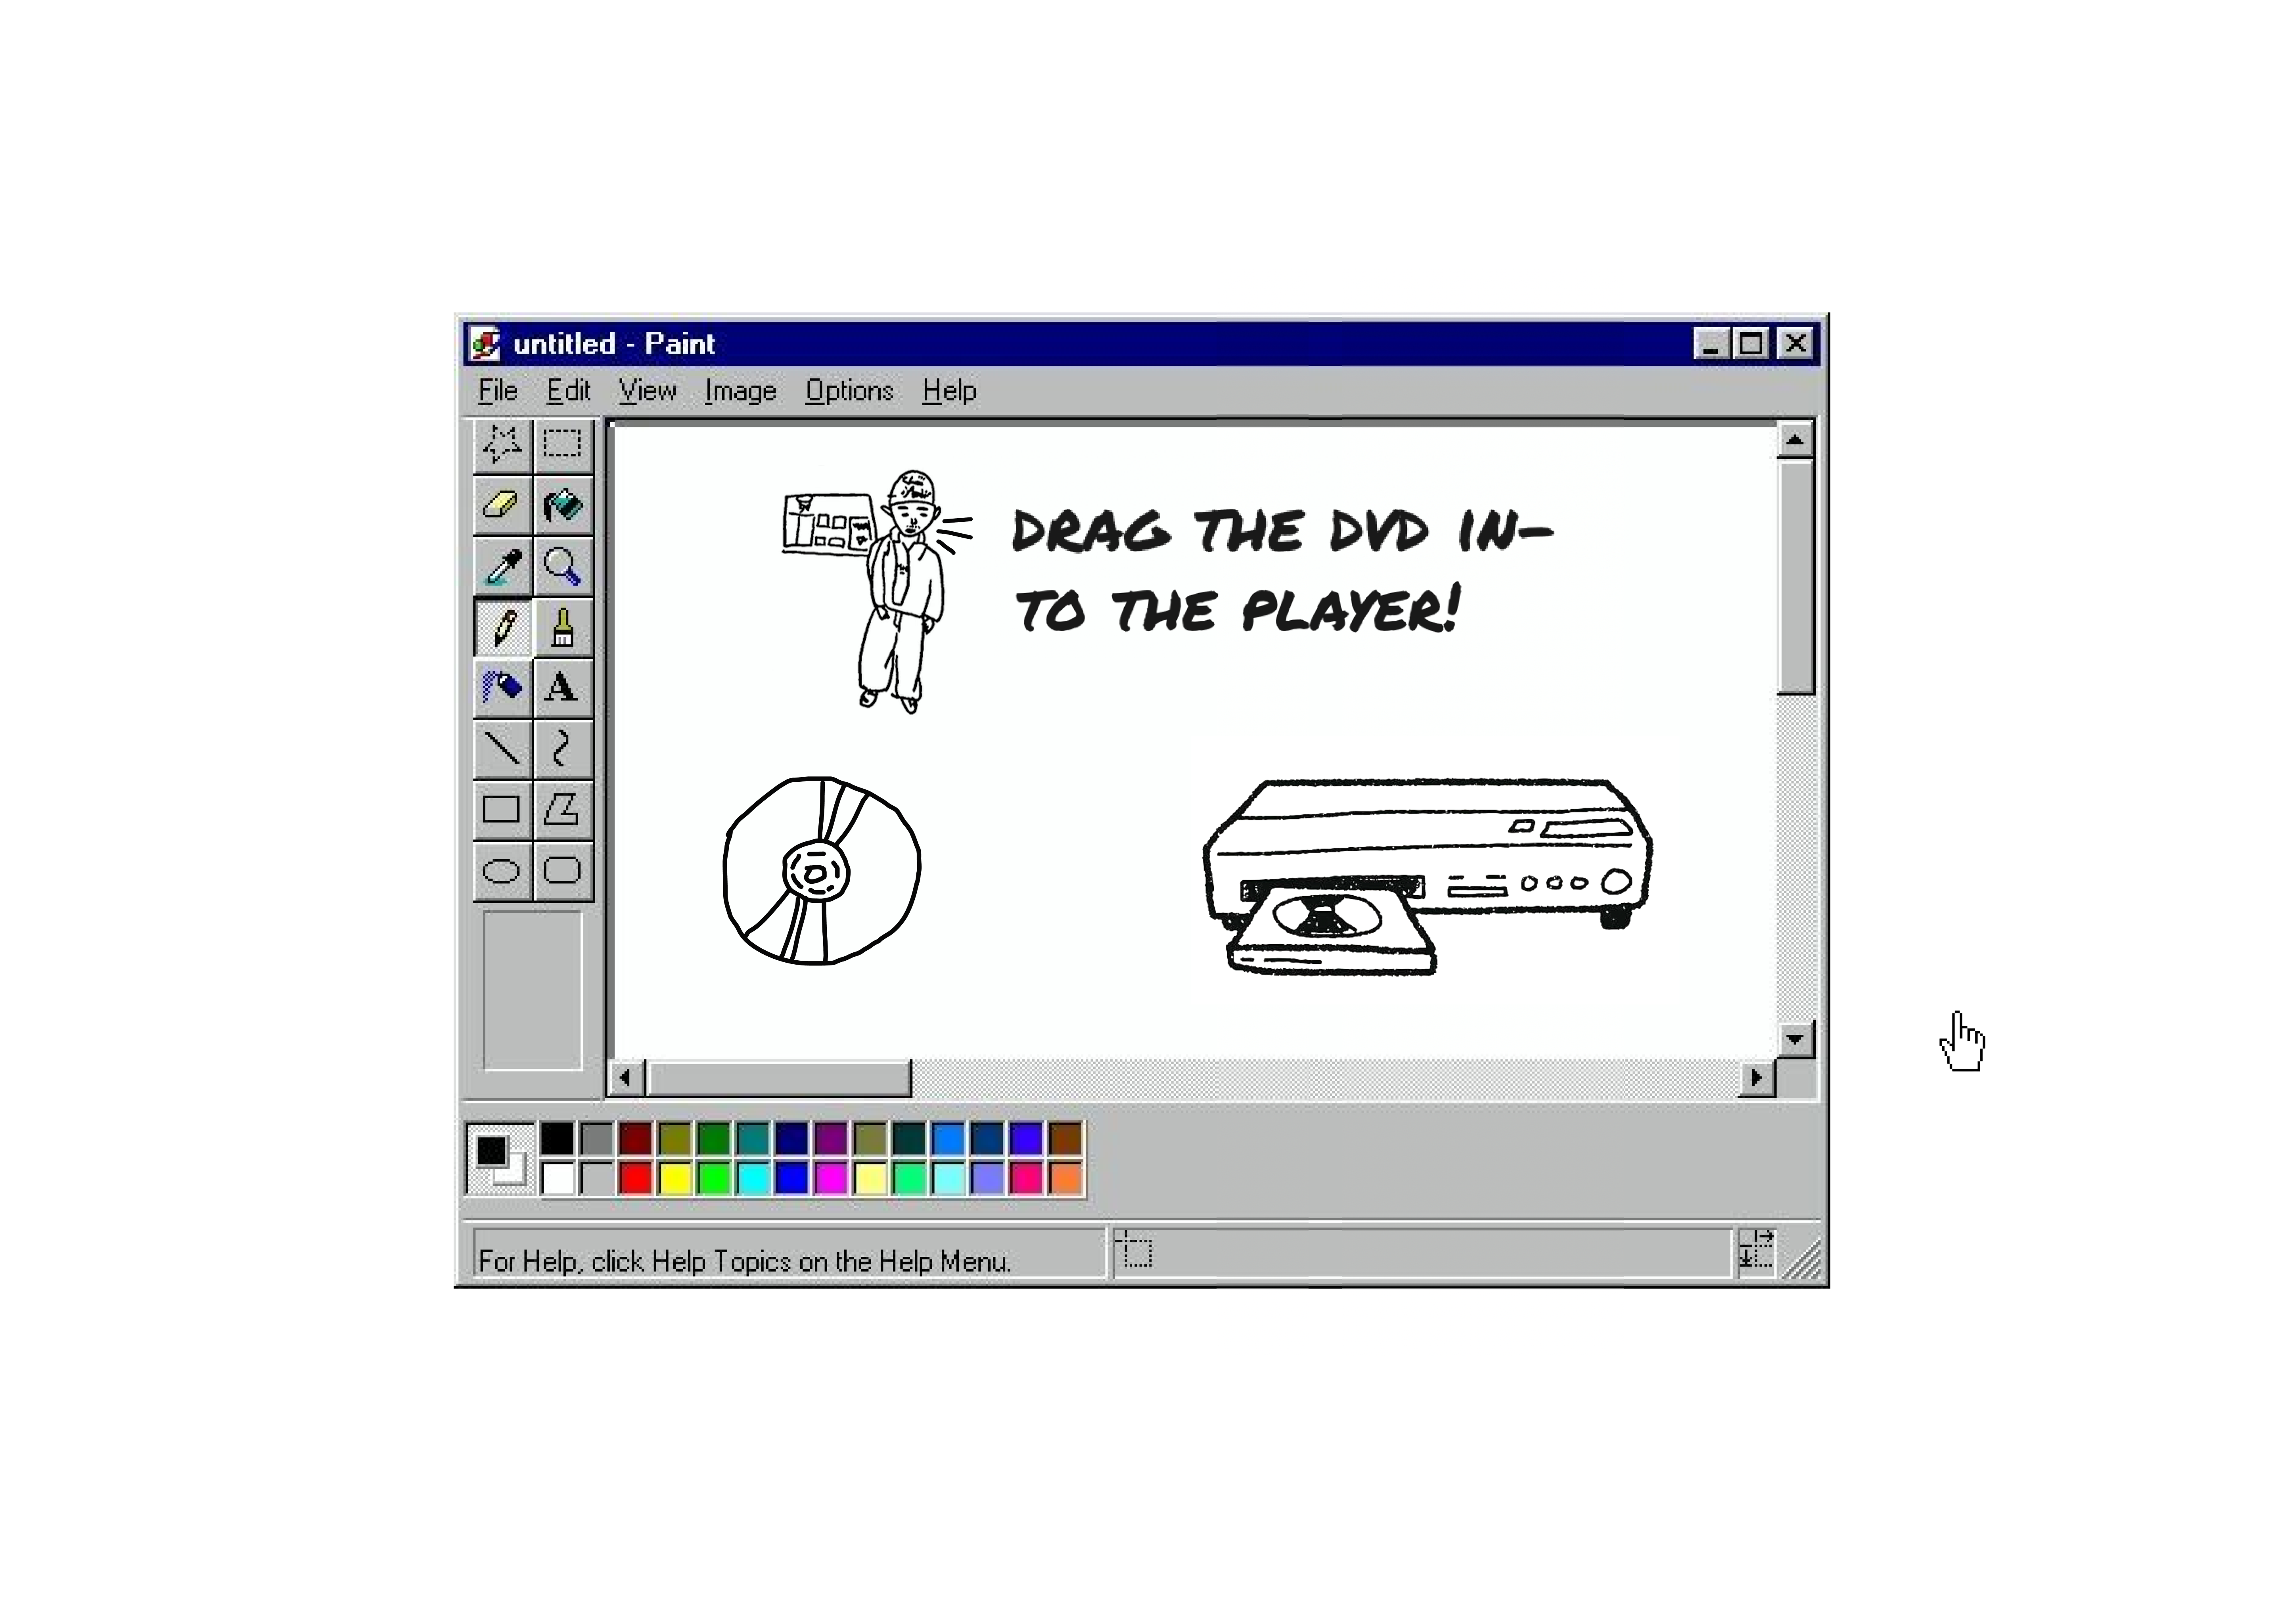 untitled - Paint
File Edit View Image Options Help
DRAG THE DVD IN-
TO THE PLAYER!
A
For Help, click Help Topics on the Help Menu.